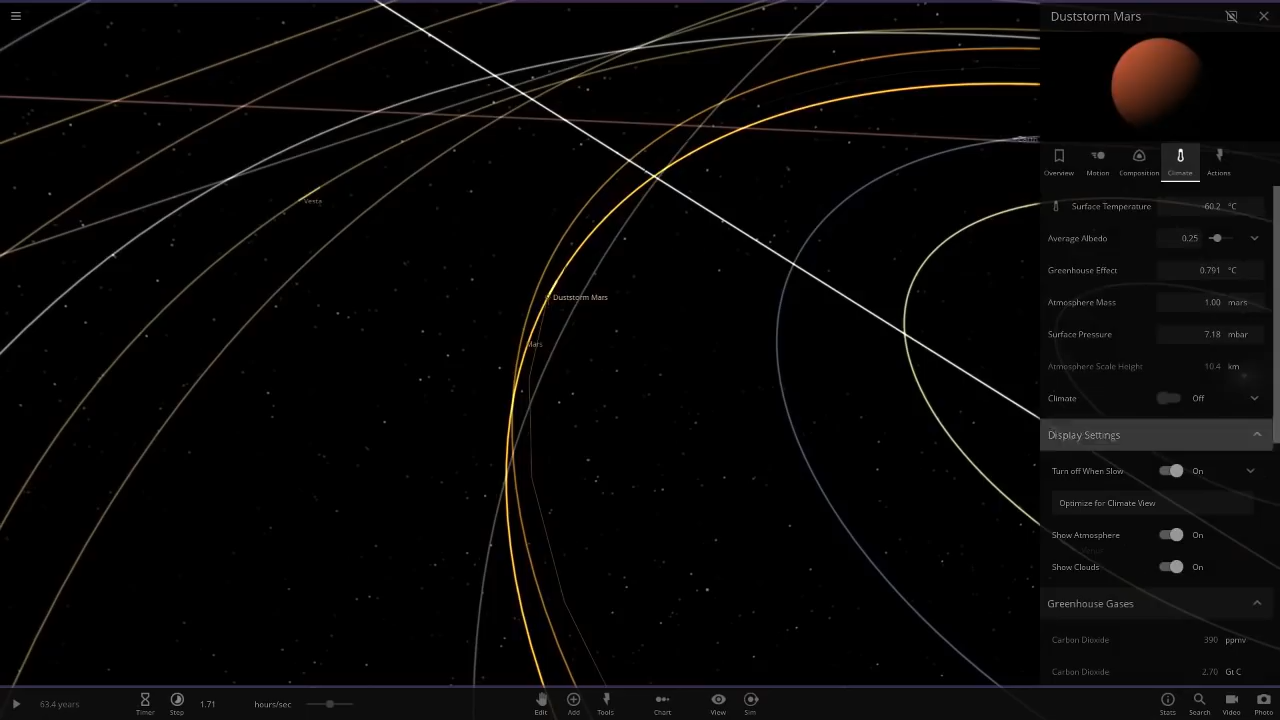 Duststorm Mars
Overview Motion Composition Climate Actions
Surface Temperature -60.2 °C
Average Albedo 0.25
Greenhouse Effect 0.791 °C
Atmosphere Mass 1.00 mars
Surface Pressure 7.18 mbar
Atmosphere Scale Height 10.4 km
Climate Off
Display Settings
Turn off When Slow On
Optimize for Climate View
Show Atmosphere On
Show Clouds On
Greenhouse Gases
Carbon Dioxide 390 ppmv
Carbon Dioxide 2.70 Gt C
Vesta
Duststorm Mars
Mars
63.4 years
Timer
Step
1.71 hours/sec
Edit
Add
Tools
Chart
View
Sim
Stats
Search
Video
Photo